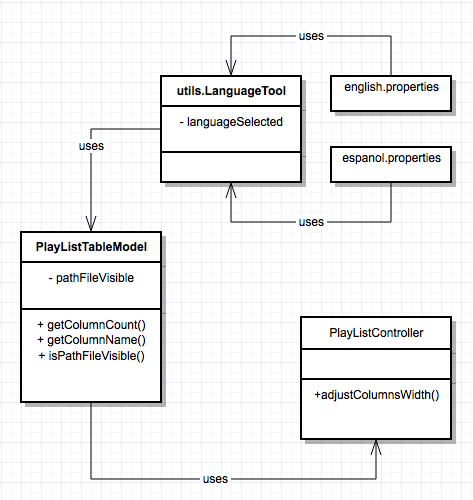 uses
utils.LanguageTool
english.properties
- languageSelected
uses
espanol.properties
uses
PlayListTableModel
- pathFileVisible
+ getColumnCount()
+ getColumnName()
+ isPathFileVisible()
PlayListController
+adjustColumnsWidth()
uses